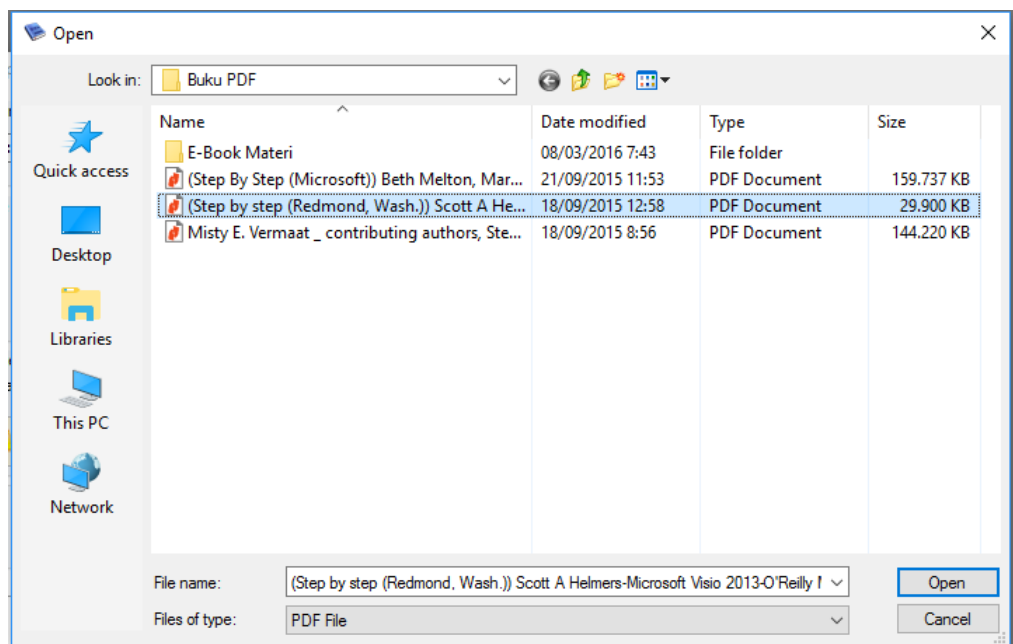 Open
Look in: Buku PDF
Name Date modified Type Size
E-Book Materi 08/03/2016 7:43 File folder
(Step By Step (Microsoft)) Beth Melton, Mar... 21/09/2015 11:53 PDF Document 159.737 KB
(Step by step (Redmond, Wash.)) Scott A He... 18/09/2015 12:58 PDF Document 29.900 KB
Misty E. Vermaat _ contributing authors, Ste... 18/09/2015 8:56 PDF Document 144.220 KB
Quick access
Desktop
Libraries
This PC
Network
File name: (Step by step (Redmond, Wash.)) Scott A Helmers-Microsoft Visio 2013-O'Reilly Open
Files of type: PDF File Cancel